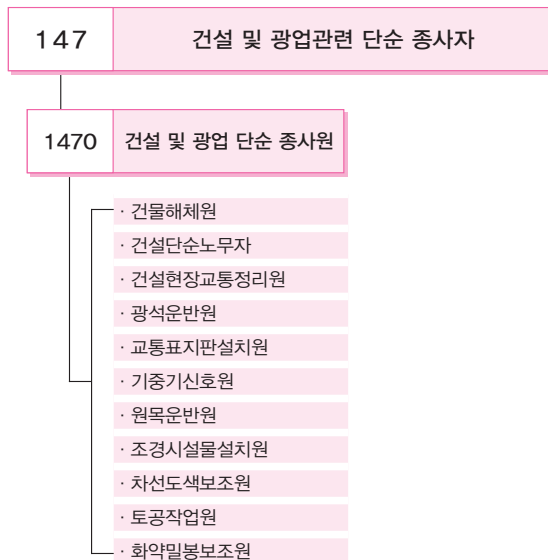 147 건설 및 광업관련 단순 종사자
1470 건설 및 광업 단순 종사원
· 건물해체원
· 건설단순노무자
· 건설현장교통정리원
· 광석운반원
· 교통표지판설치원
· 기중기신호원
· 원목운반원
· 조경시설물설치원
· 차선도색보조원
· 토공작업원
· 화약밀봉보조원